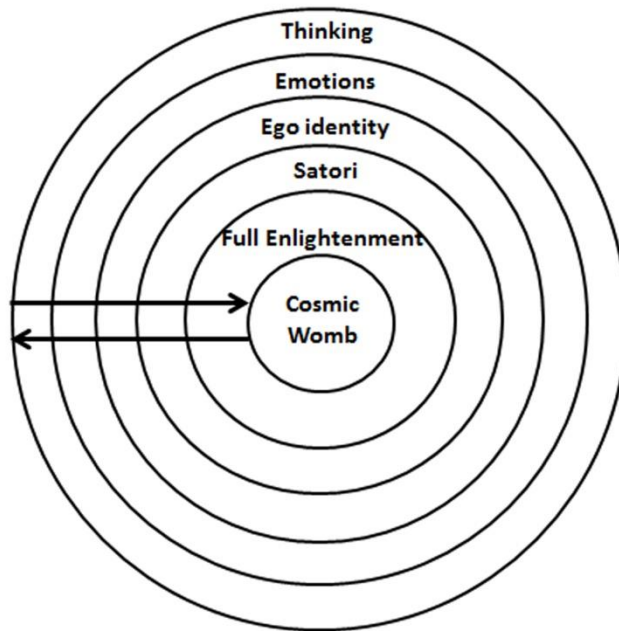 Thinking
Emotions
Ego identity
Satori
Full Enlightenment
Cosmic
Womb